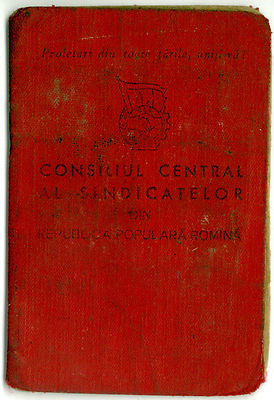 Proletari din toate țările, uniți-vă!
CONSILIUL CENTRAL
AL SINDICATELOR
DIN
REPUBLICA POPULARĂ ROMÎNĂ